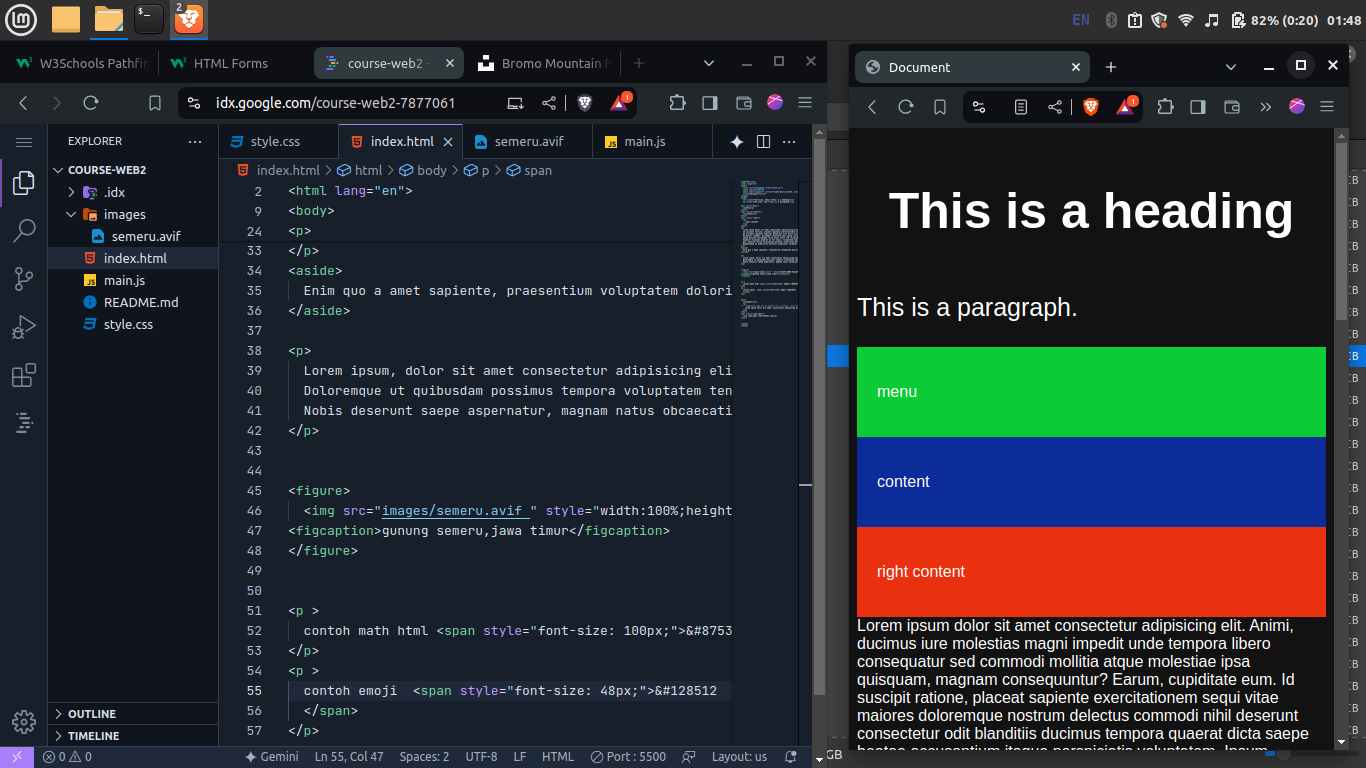 2
EN
82% (0:20)
01:48
W3Schools Pathfin
HTML Forms
course-web2 -
Bromo Mountain P
Document
idx.google.com/course-web2-7877061
1
1
EXPLORER
style.css
index.html
semeru.avif
main.js
COURSE-WEB2
.idx
images
semeru.avif
index.html
main.js
README.md
style.css
OUTLINE
TIMELINE
index.html > html > body > p > span
2 <html lang="en">
9 <body>
24 <p>
33 </p>
34 <aside>
35 Enim quo a amet sapiente, praesentium voluptatem dolori
36 </aside>
37
38 <p>
39 Lorem ipsum, dolor sit amet consectetur adipisicing eli
40 Doloremque ut quibusdam possimus tempora voluptatem ten
41 Nobis deserunt saepe aspernatur, magnam natus obcaecati
42 </p>
43
44
45 <figure>
46 <img src="images/semeru.avif " style="width:100%;height
47 <figcaption>gunung semeru,jawa timur</figcaption>
48 </figure>
49
50
51 <p >
52 contoh math html <span style="font-size: 100px;">&#8753
53 </p>
54 <p >
55 contoh emoji  <span style="font-size: 48px;">&#128512
56 </span>
57 </p>
0 0 0
Gemini
Ln 55, Col 47
Spaces: 2
UTF-8
LF
HTML
Port : 5500
Layout: us
This is a heading
This is a paragraph.
menu
content
right content
Lorem ipsum dolor sit amet consectetur adipisicing elit. Animi,
ducimus iure molestias magni impedit unde tempora libero
consequatur sed commodi mollitia atque molestiae ipsa
quisquam, magnam consequuntur? Earum, cupiditate eum. Id
suscipit ratione, placeat sapiente exercitationem sequi vitae
maiores doloremque nostrum delectus commodi nihil deserunt
consectetur odit blanditiis ducimus tempora quaerat dicta saepe
GB